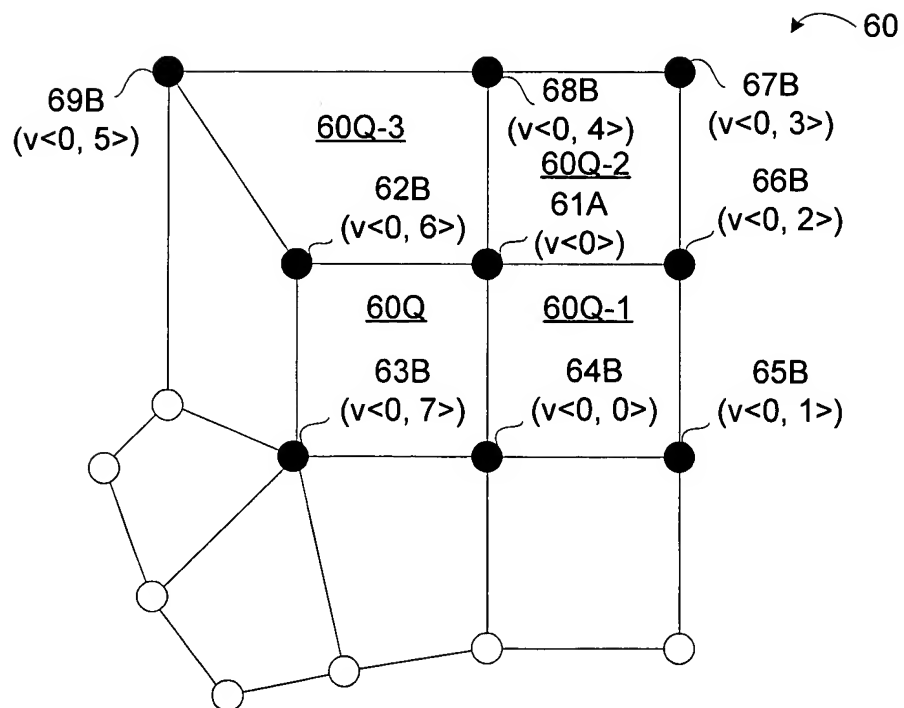 60
69B
(v<0, 5>)
68B
(v<0, 4>)
67B
(v<0, 3>)
60Q-3
60Q-2
62B
(v<0, 6>)
61A
(v<0>)
66B
(v<0, 2>)
60Q
60Q-1
63B
(v<0, 7>)
64B
(v<0, 0>)
65B
(v<0, 1>)